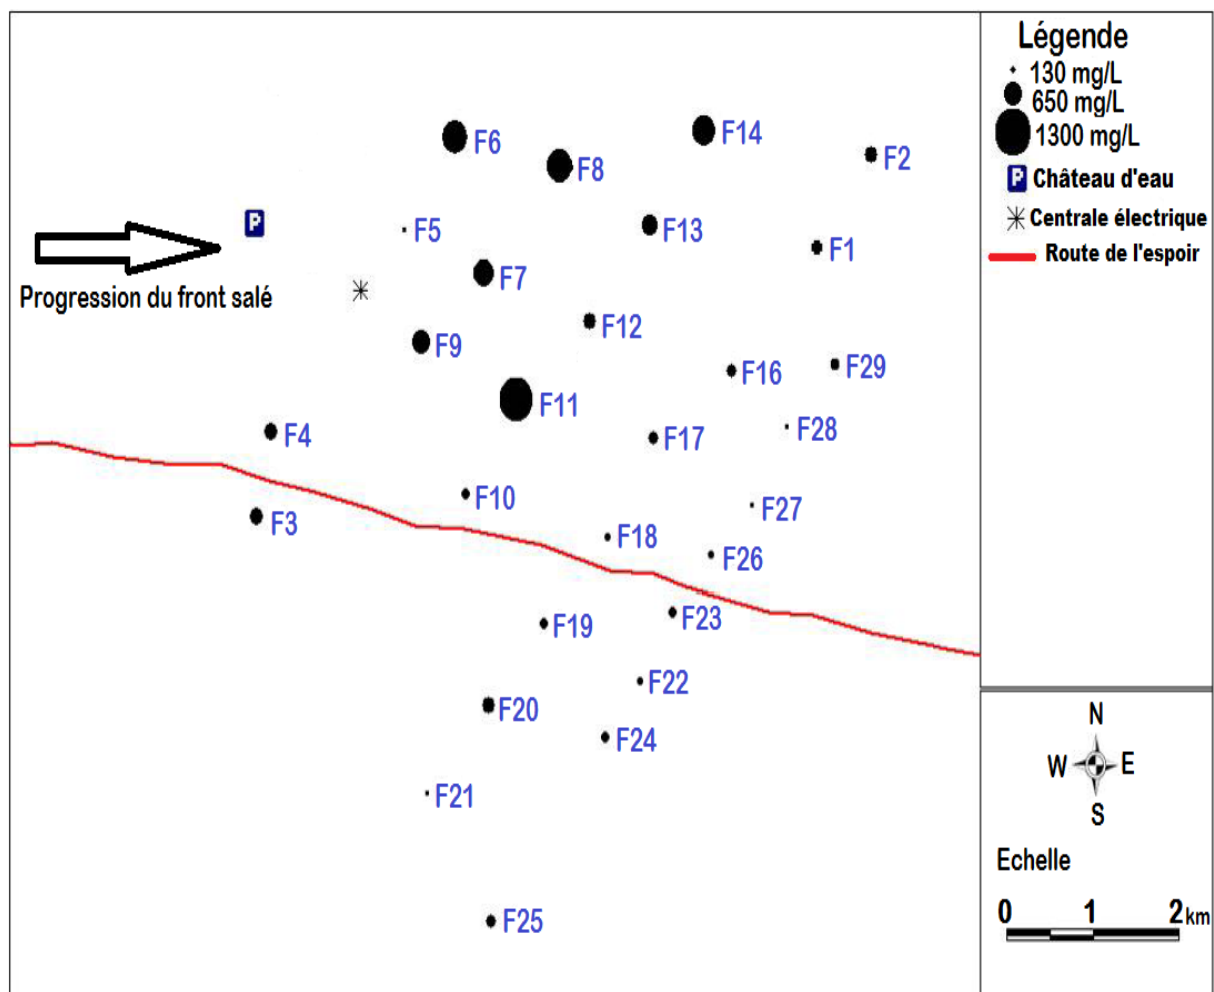 Légende
130 mg/L
650 mg/L
1300 mg/L
P Château d'eau
Centrale électrique
Route de l'espoir
F6
F14
F8
F2
P
F5
F13
F1
F7
Progression du front salé
F12
F9
F16
F29
F11
F4
F17
F28
F10
F27
F3
F18
F26
F19
F23
F22
F20
F24
F21
F25
N
W E
S
Echelle
0 1 2 km